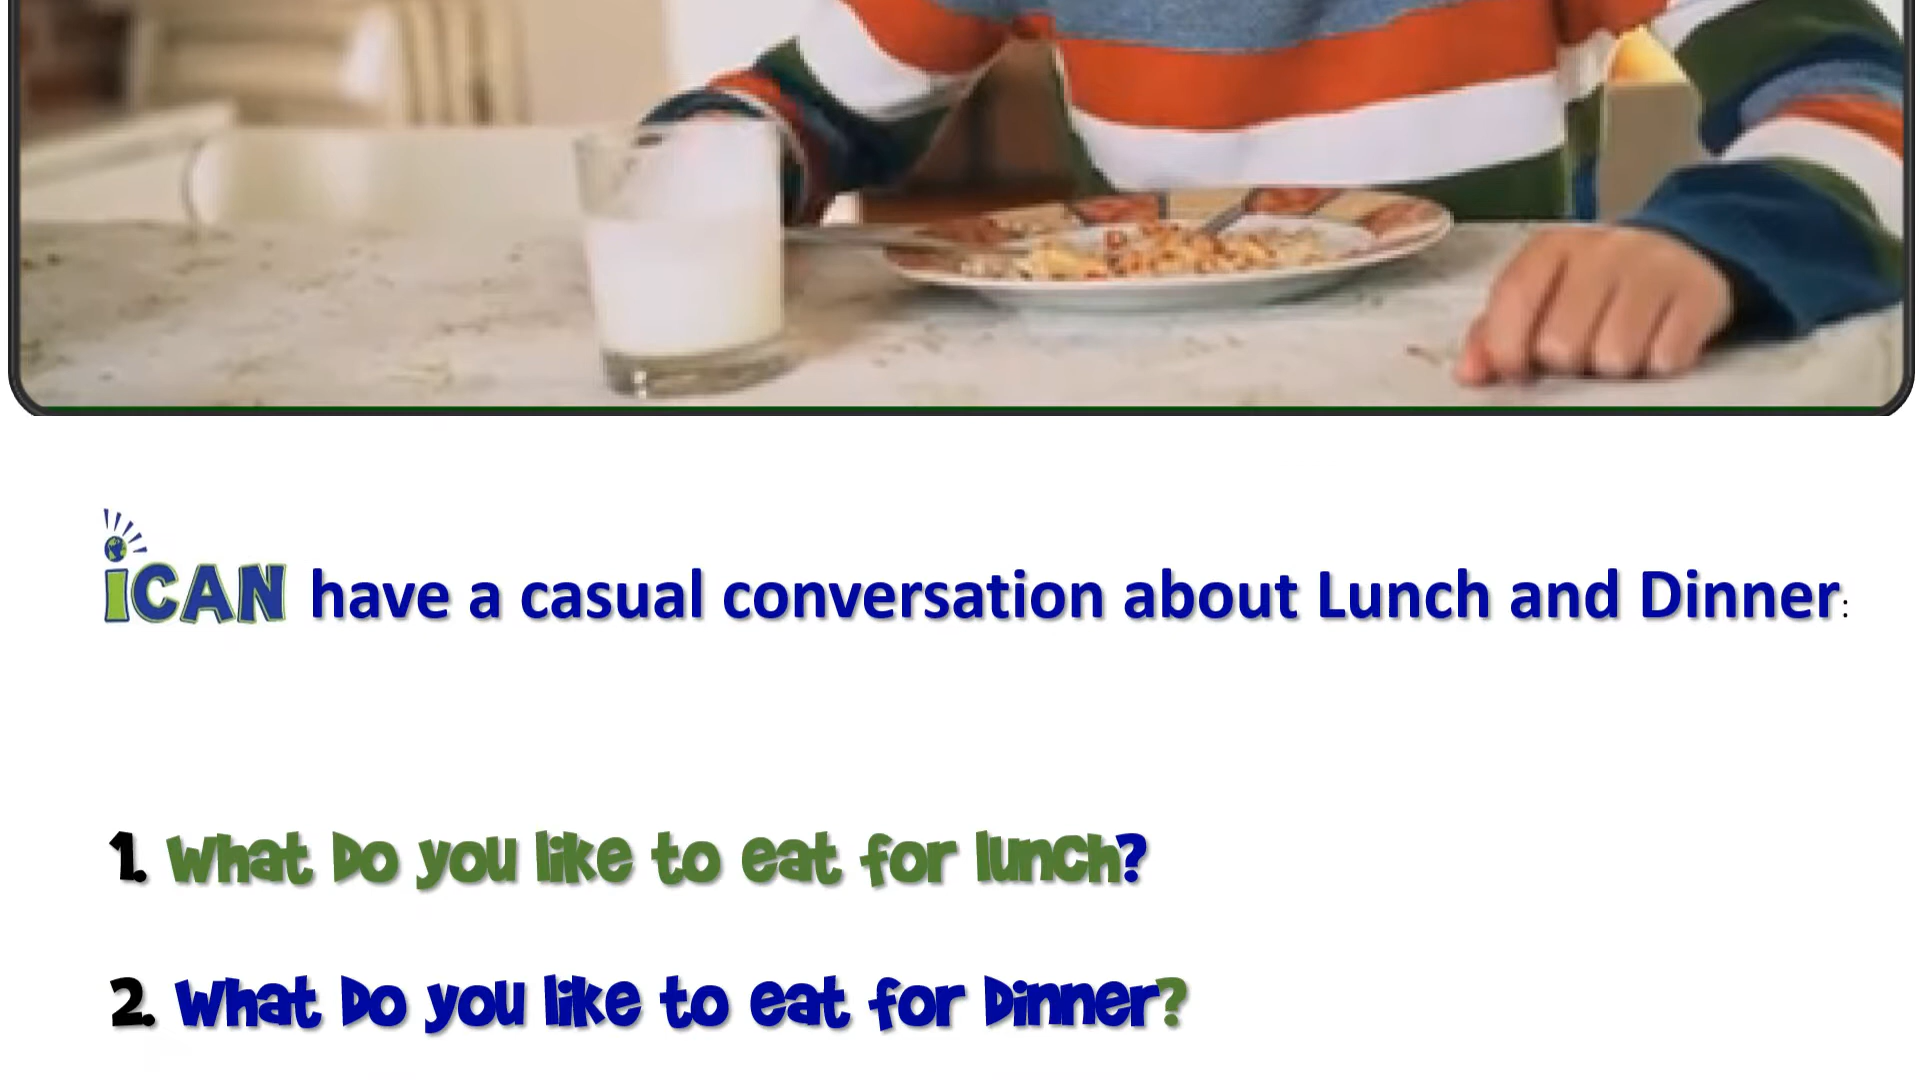 iCAN have a casual conversation about Lunch and Dinner:
1. What Do you like to eat for lunch?
2. What Do you like to eat for Dinner?